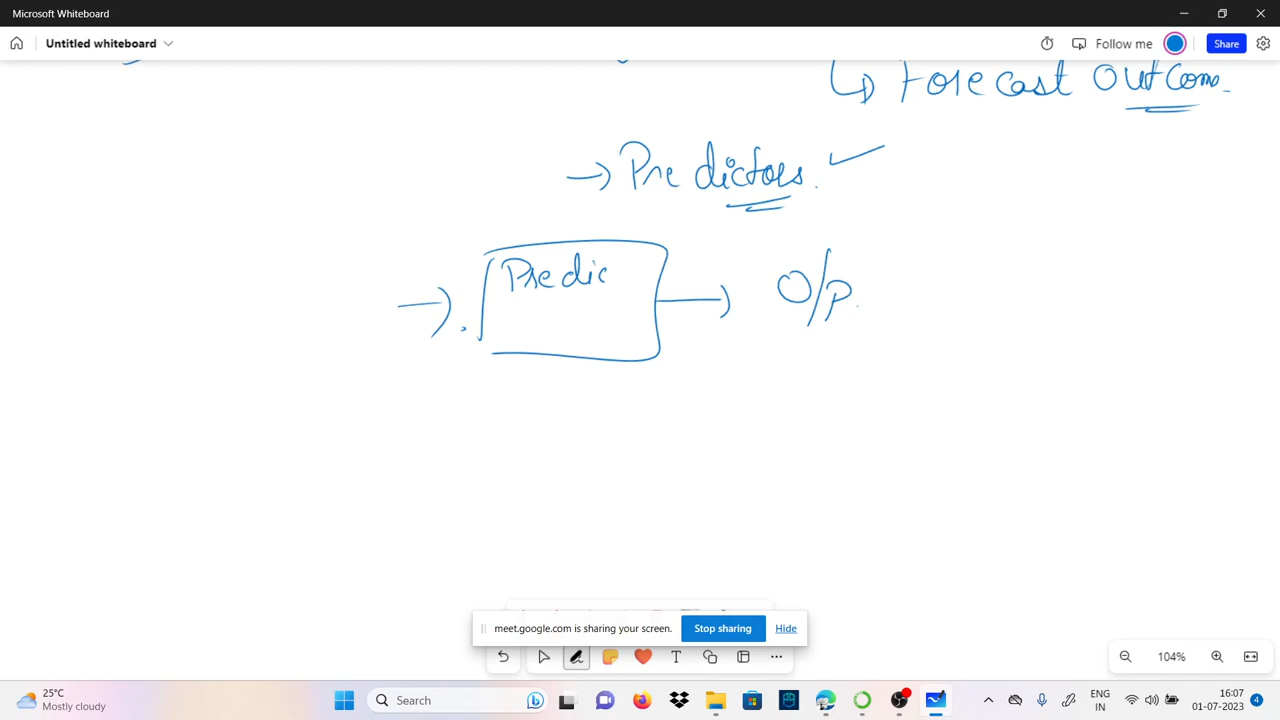 Microsoft Whiteboard
Untitled whiteboard
Follow me
Share
↳ Forecast Outcome.
→ Predictors. ✓
→. Predic → O/P.
meet.google.com is sharing your screen.
Stop sharing
Hide
104%
25°C
Mostly cloudy
Search
ENG
IN
16:07
01-07-2023
4